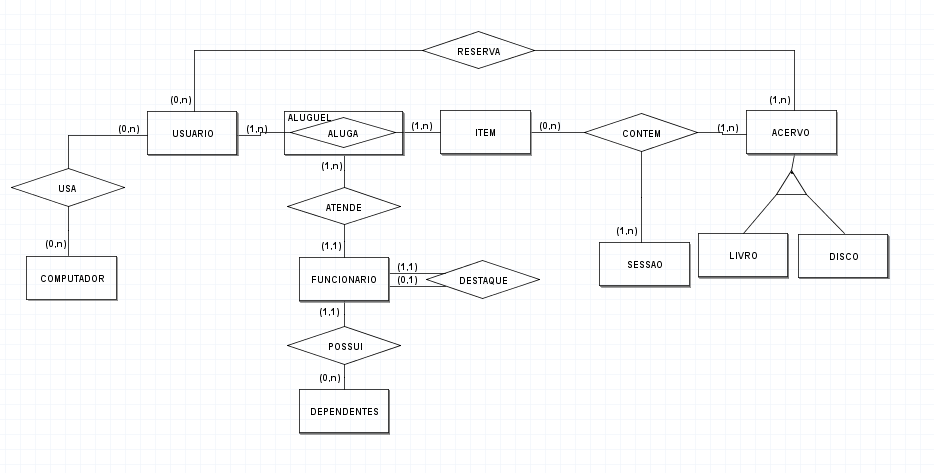 RESERVA
(0,n)
(1,n)
ALUGUEL
(0,n)
USUARIO
(1,n)
ALUGA
(1,n)
ITEM
(0,n)
CONTEM
(1,n)
ACERVO
(1,n)
USA
ATENDE
(1,n)
(0,n)
(1,1)
LIVRO
DISCO
SESSAO
COMPUTADOR
FUNCIONARIO
(1,1)
(0,1)
DESTAQUE
(1,1)
POSSUI
(0,n)
DEPENDENTES